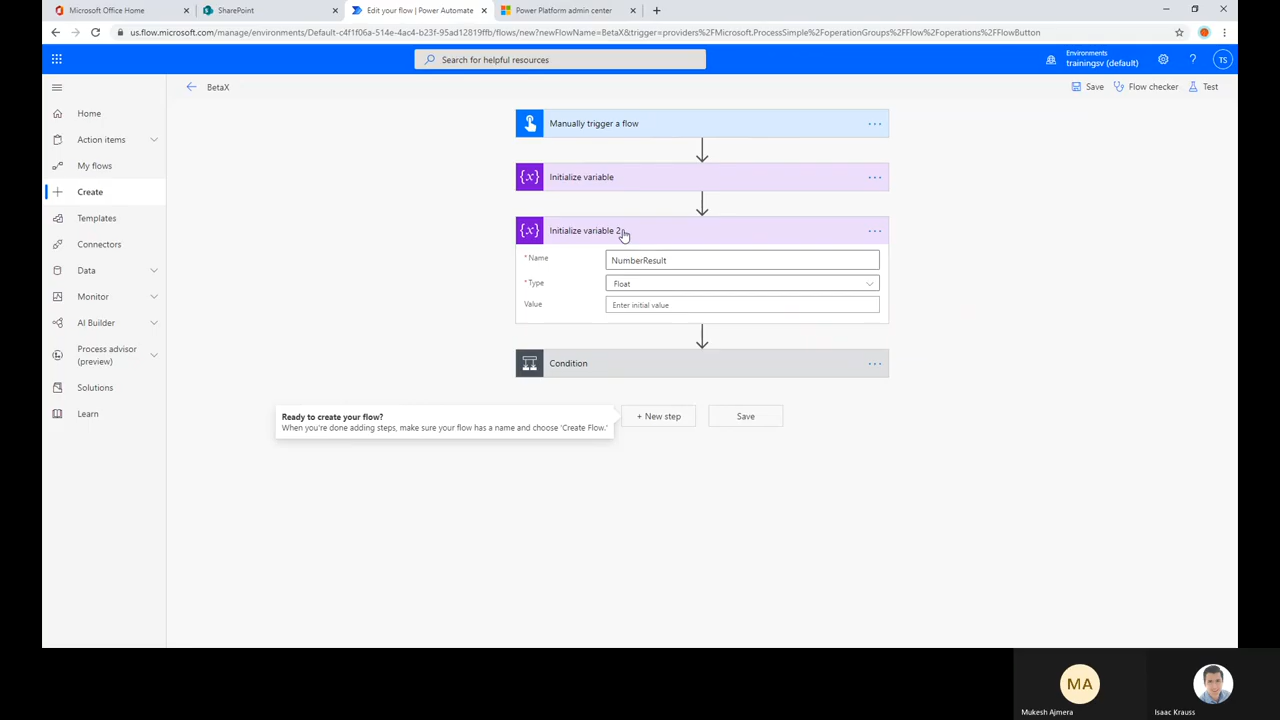 Microsoft Office Home
SharePoint
Edit your flow | Power Automate
Power Platform admin center
us.flow.microsoft.com/manage/environments/Default-c4f1f06a-514e-4ac4-b23f-95ad12819ffb/flows/new?newFlowName=BetaX&trigger=providers%2FMicrosoft.ProcessSimple%2FoperationGroups%2FFlow%2Foperations%2FFlowButton
Search for helpful resources
Environments
trainingsv (default)
TS
BetaX
Save
Flow checker
Test
Home
Action items
My flows
Create
Templates
Connectors
Data
Monitor
AI Builder
Process advisor
(preview)
Solutions
Learn
Manually trigger a flow
{x} Initialize variable
{x} Initialize variable 2
* Name
NumberResult
* Type
Float
Value
Enter initial value
Condition
Ready to create your flow?
When you're done adding steps, make sure your flow has a name and choose 'Create Flow.'
+ New step
Save
MA
Mukesh Ajmera
Isaac Krauss